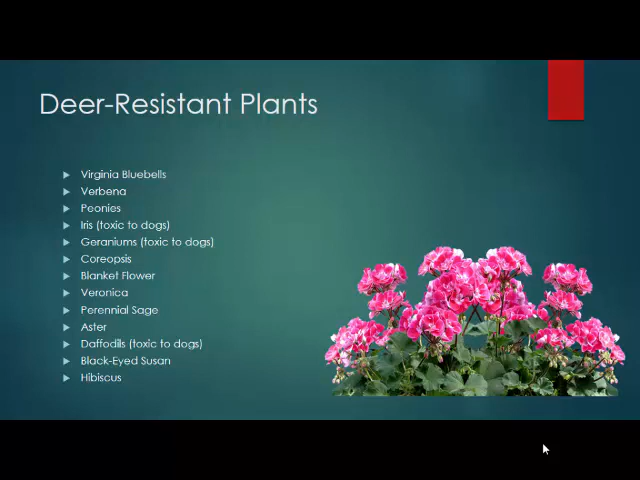 Deer-Resistant Plants
Virginia Bluebells
Verbena
Peonies
Iris (toxic to dogs)
Geraniums (toxic to dogs)
Coreopsis
Blanket Flower
Veronica
Perennial Sage
Aster
Daffodils (toxic to dogs)
Black-Eyed Susan
Hibiscus